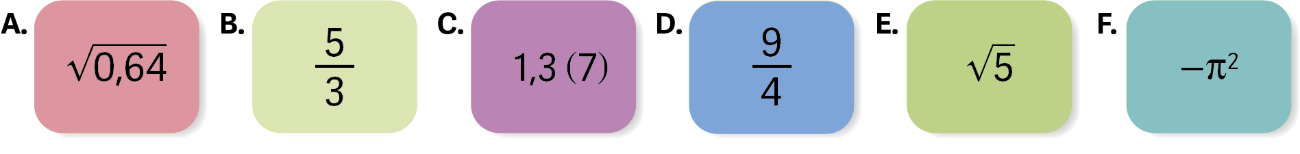 A. √0,64 B. 5/3 C. 1,3 (7) D. 9/4 E. √5 F. −π²